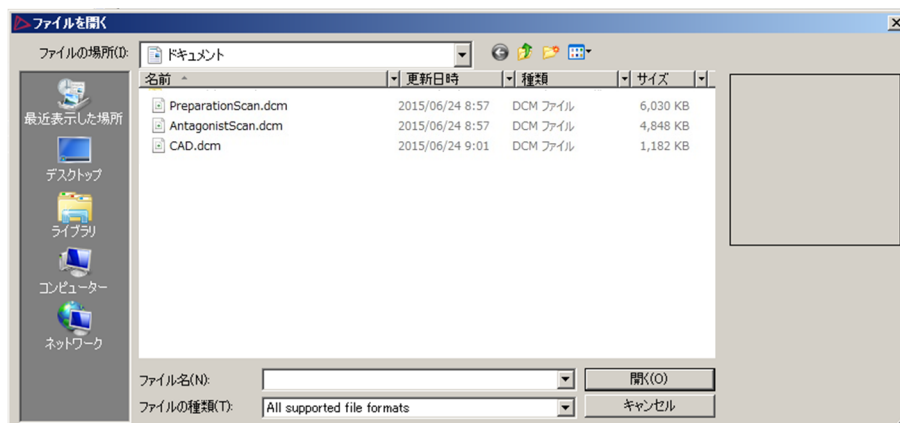 ファイルを開く
ファイルの場所(I):
ドキュメント
名前
更新日時
種類
サイズ
PreparationScan.dcm 2015/06/24 8:57 DCM ファイル 6,030 KB
AntagonistScan.dcm 2015/06/24 8:57 DCM ファイル 4,848 KB
CAD.dcm 2015/06/24 9:01 DCM ファイル 1,182 KB
最近表示した場所
デスクトップ
ライブラリ
コンピューター
ネットワーク
ファイル名(N):
開く(O)
ファイルの種類(T):
All supported file formats
キャンセル